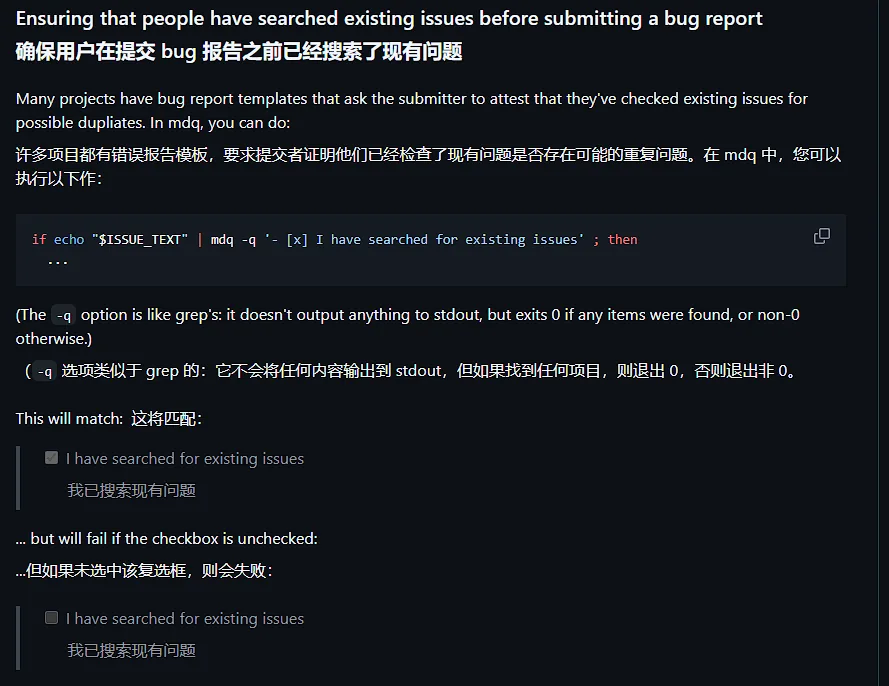 Ensuring that people have searched existing issues before submitting a bug report
确保用户在提交 bug 报告之前已经搜索了现有问题
Many projects have bug report templates that ask the submitter to attest that they've checked existing issues for
possible dupliates. In mdq, you can do:
许多项目都有错误报告模板，要求提交者证明他们已经检查了现有问题是否存在可能的重复问题。在 mdq 中，您可以
执行以下作：
if echo "$ISSUE_TEXT" | mdq -q '- [x] I have searched for existing issues' ; then
...
(The -q option is like grep's: it doesn't output anything to stdout, but exits 0 if any items were found, or non-0
otherwise.)
（ -q 选项类似于 grep 的：它不会将任何内容输出到 stdout，但如果找到任何项目，则退出 0，否则退出非 0。
This will match: 这将匹配：
I have searched for existing issues
我已搜索现有问题
... but will fail if the checkbox is unchecked:
...但如果未选中该复选框，则会失败：
I have searched for existing issues
我已搜索现有问题